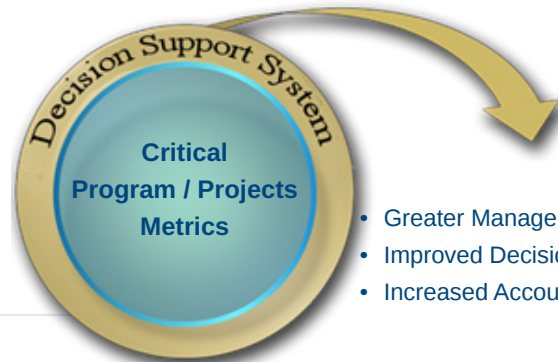 Decision Support System
Critical
Program / Projects
Metrics
• Greater Manage
• Improved Decisio
• Increased Accou